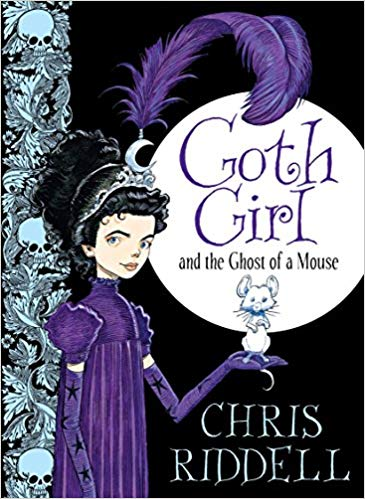 Goth
Girl
and the Ghost of a Mouse
CHRIS
RIDDELL